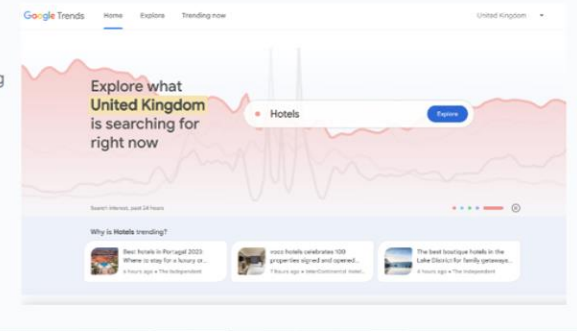 Google Trends
Home
Explore
Trending now
United Kingdom
g
Explore what
United Kingdom
is searching for
right now
Hotels
Explore
Search interest, past 24 hours
Why is Hotels trending?
Best hotels in Portugal 2025:
Where to stay for a luxury or...
6 hours ago • The Independent
voco hotels celebrates 100
properties signed and opened...
7 hours ago • InterContinental Hotel...
The best boutique hotels in the
Lake District for family getaways...
4 hours ago • The Independent